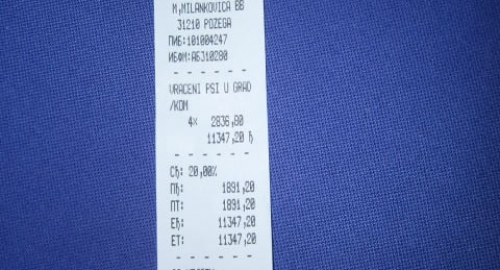 M,MILANKOVICA BB
31210 POZEGA
ПИБ:101004247
ИБФМ:АБ310280
- - - - - -
VRACENI PSI U GRAD
/KOM
4x 2836,80
11347,20 Ђ
- - - - - -
СЂ: 20,00%
ПЂ: 1891,20
ПТ: 1891,20
ЕЂ: 11347,20
ЕТ: 11347,20
- - - - - -